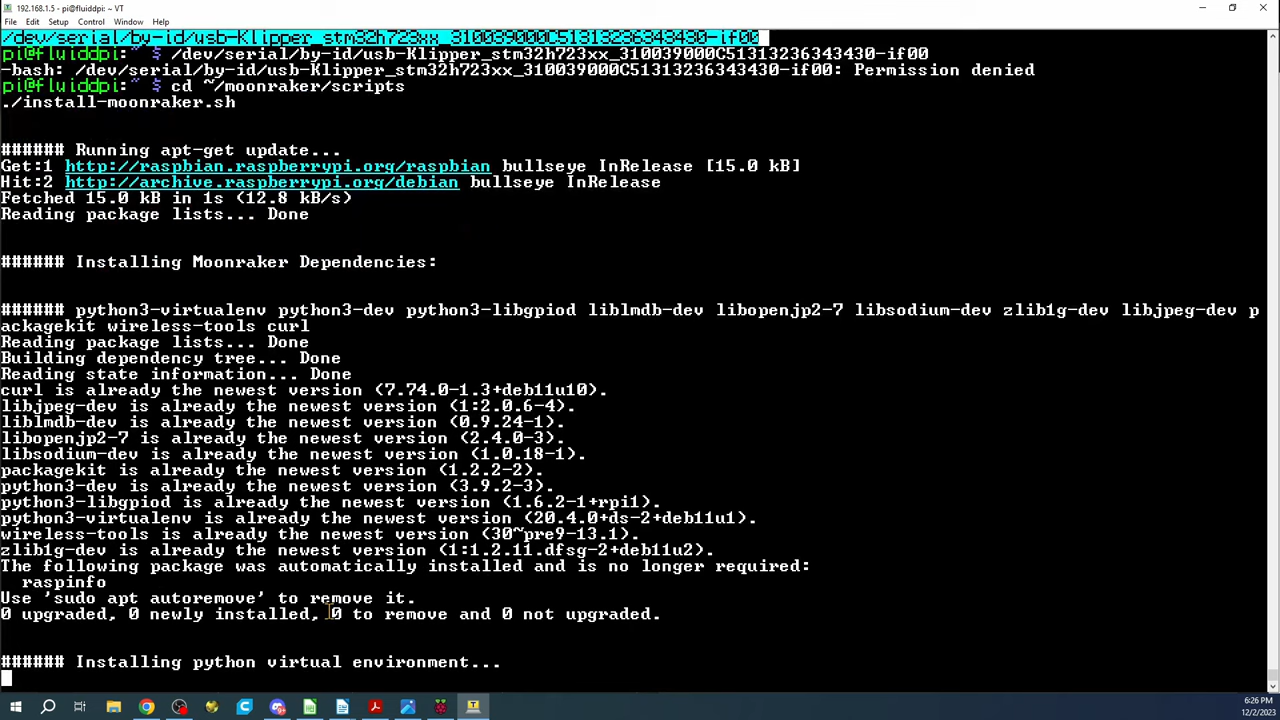 192.168.1.5 - pi@fluiddpi: ~ VT
File Edit Setup Control Window Help
/dev/serial/by-id/usb-Klipper_stm32h723xx_310039000C51313236343430-if00
pi@fluiddpi:~ $ /dev/serial/by-id/usb-Klipper_stm32h723xx_310039000C51313236343430-if00
-bash: /dev/serial/by-id/usb-Klipper_stm32h723xx_310039000C51313236343430-if00: Permission denied
pi@fluiddpi:~ $ cd ~/moonraker/scripts
./install-moonraker.sh
###### Running apt-get update...
Get:1 http://raspbian.raspberrypi.org/raspbian bullseye InRelease [15.0 kB]
Hit:2 http://archive.raspberrypi.org/debian bullseye InRelease
Fetched 15.0 kB in 1s (12.8 kB/s)
Reading package lists... Done
###### Installing Moonraker Dependencies:
###### python3-virtualenv python3-dev python3-libgpiod liblmdb-dev libopenjp2-7 libsodium-dev zlib1g-dev libjpeg-dev p
ackagekit wireless-tools curl
Reading package lists... Done
Building dependency tree... Done
Reading state information... Done
curl is already the newest version (7.74.0-1.3+deb11u10).
libjpeg-dev is already the newest version (1:2.0.6-4).
liblmdb-dev is already the newest version (0.9.24-1).
libopenjp2-7 is already the newest version (2.4.0-3).
libsodium-dev is already the newest version (1.0.18-1).
packagekit is already the newest version (1.2.2-2).
python3-dev is already the newest version (3.9.2-3).
python3-libgpiod is already the newest version (1.6.2-1+rpi1).
python3-virtualenv is already the newest version (20.4.0+ds-2+deb11u1).
wireless-tools is already the newest version (30~pre9-13.1).
zlib1g-dev is already the newest version (1:1.2.11.dfsg-2+deb11u2).
The following package was automatically installed and is no longer required:
raspinfo
Use 'sudo apt autoremove' to remove it.
0 upgraded, 0 newly installed, 0 to remove and 0 not upgraded.
###### Installing python virtual environment...
6:26 PM
12/2/2023